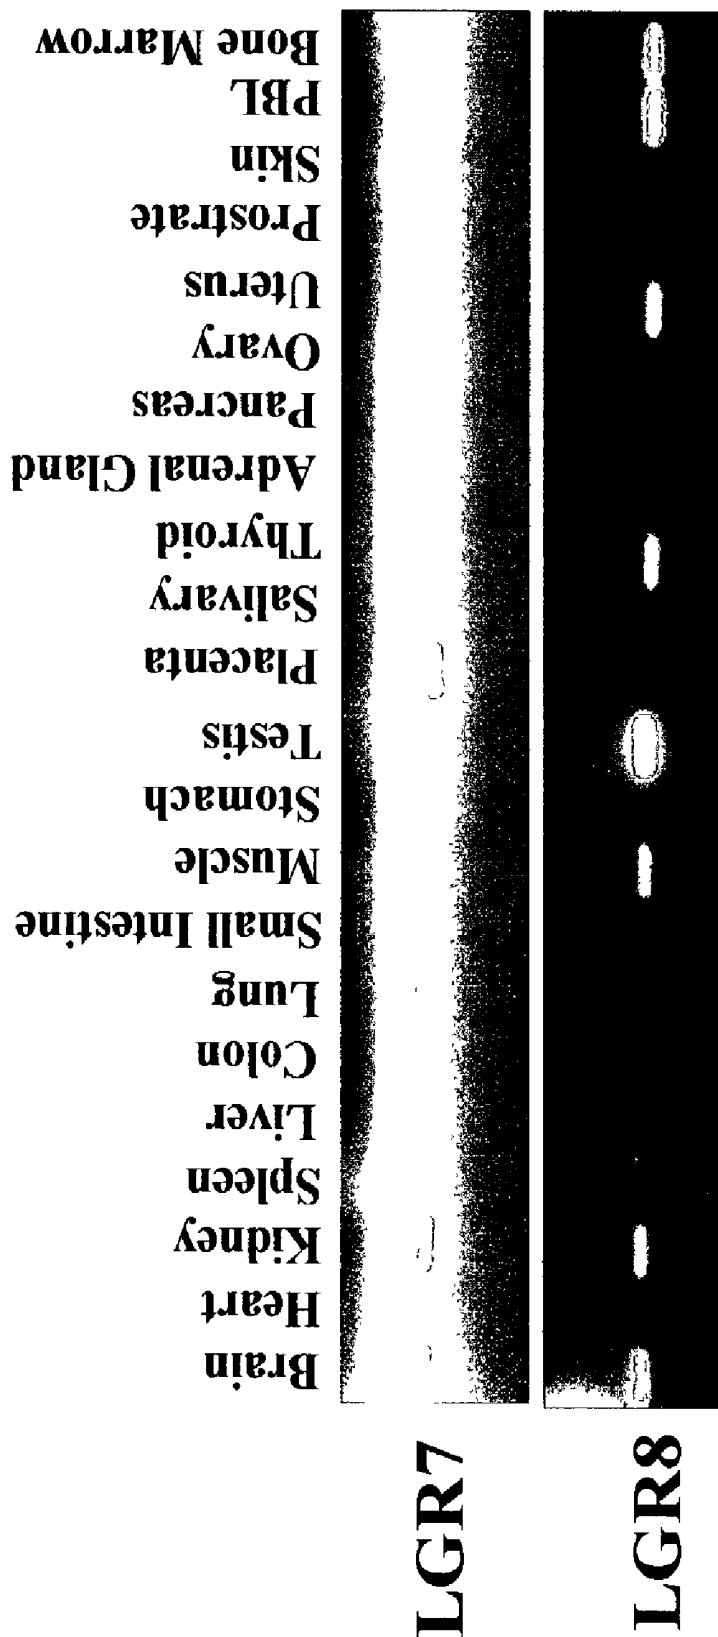 Brain
Heart
Kidney
Spleen
Liver
Colon
Lung
Small Intestine
Muscle
Stomach
Testis
Placenta
Salivary
Thyroid
Adrenal Gland
Pancreas
Ovary
Uterus
Prostrate
Skin
PBL
Bone Marrow
LGR7
LGR8